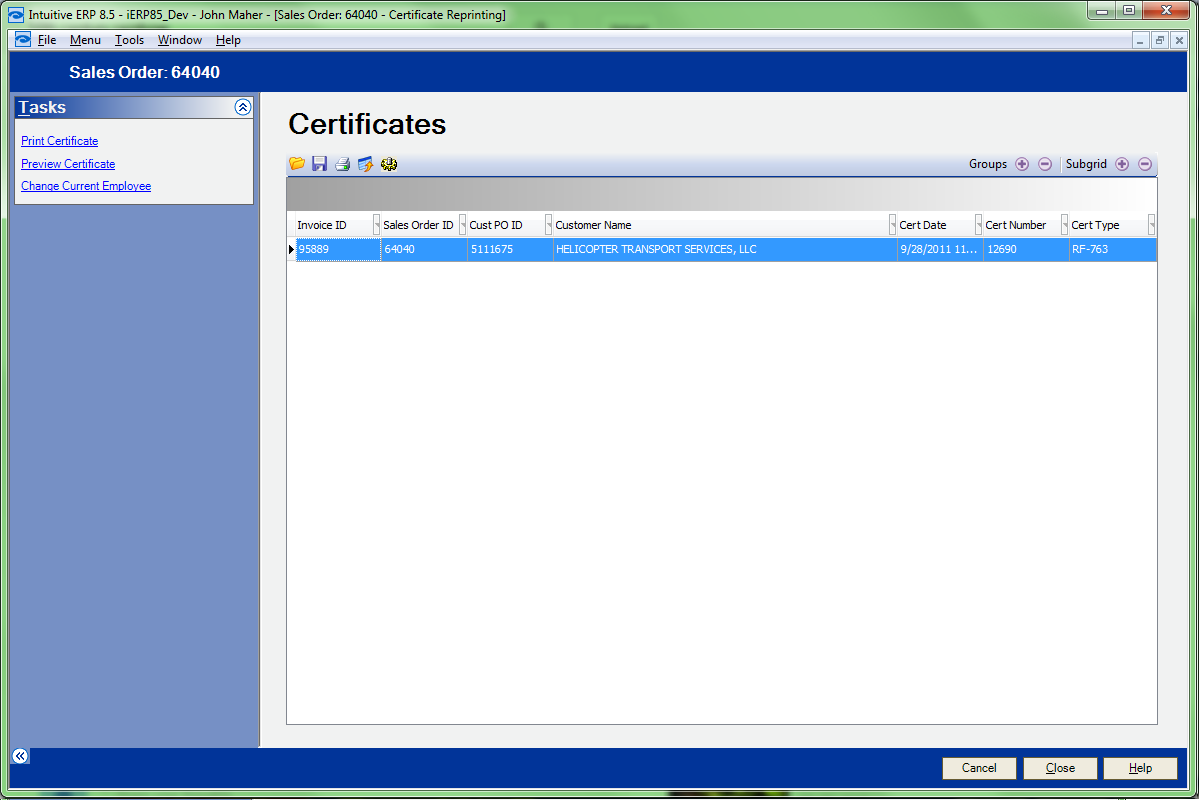 Intuitive ERP 8.5 - iERP85_Dev - John Maher - [Sales Order: 64040 - Certificate Reprinting]
File Menu Tools Window Help
Sales Order: 64040
Tasks
Print Certificate
Preview Certificate
Change Current Employee
Certificates
Groups Subgrid
Invoice ID Sales Order ID Cust PO ID Customer Name Cert Date Cert Number Cert Type
95889 64040 5111675 HELICOPTER TRANSPORT SERVICES, LLC 9/28/2011 11... 12690 RF-763
Cancel Close Help